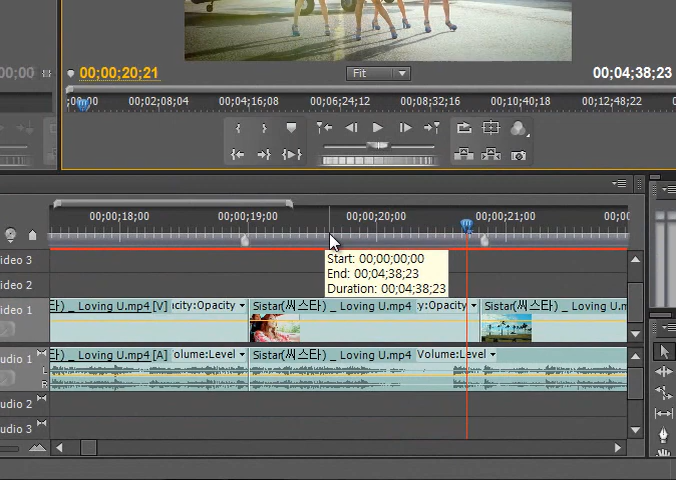 00;00
00;00;20;21
Fit
00;04;38;23
;00;00 00;02;08;04 00;04;16;08 00;06;24;12 00;08;32;16 00;10;40;18 00;12;48;22
00;00;18;00 00;00;19;00 00;00;20;00 00;00;21;00 00;00
Start: 00;00;00;00
End: 00;04;38;23
Duration: 00;04;38;23
ideo 3
ideo 2
ideo 1
타) _ Loving U.mp4 [V] acity:Opacity Sistar(씨스타) _ Loving U.mp4 y:Opacity Sistar(씨스타) _ Loving U.m
udio 1 타) _ Loving U.mp4 [A] olume:Level Sistar(씨스타) _ Loving U.mp4 Volume:Level
L
R
udio 2
udio 3